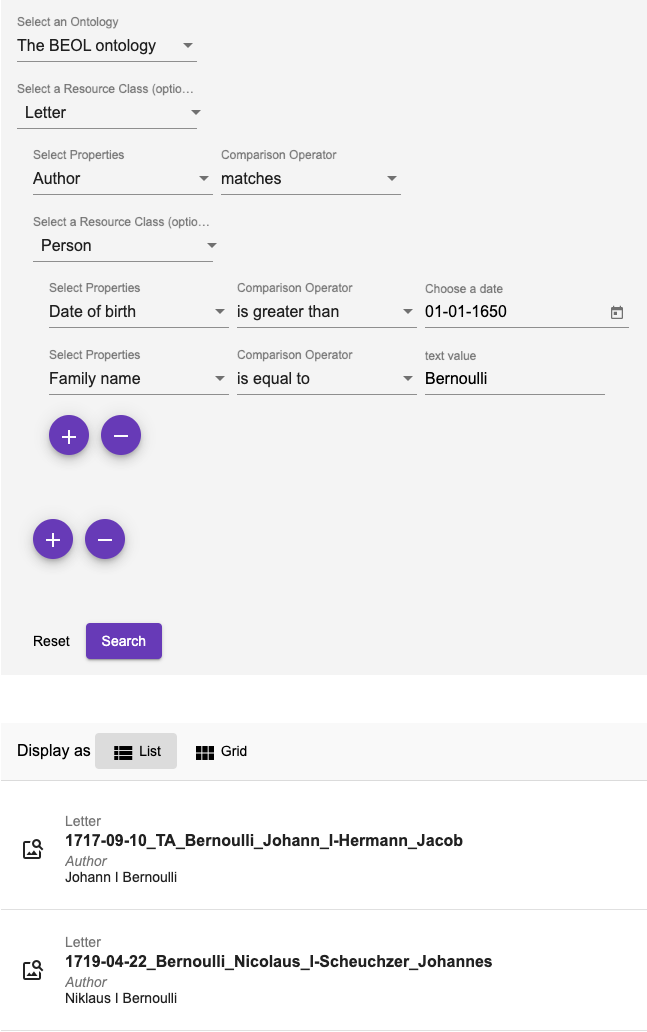 Select an Ontology
The BEOL ontology
Select a Resource Class (optio…
Letter
Select Properties Comparison Operator
Author matches
Select a Resource Class (optio…
Person
Select Properties Comparison Operator Choose a date
Date of birth is greater than 01-01-1650
Select Properties Comparison Operator text value
Family name is equal to Bernoulli
Reset Search
Display as List Grid
Letter
1717-09-10_TA_Bernoulli_Johann_I-Hermann_Jacob
Author
Johann I Bernoulli
Letter
1719-04-22_Bernoulli_Nicolaus_I-Scheuchzer_Johannes
Author
Niklaus I Bernoulli